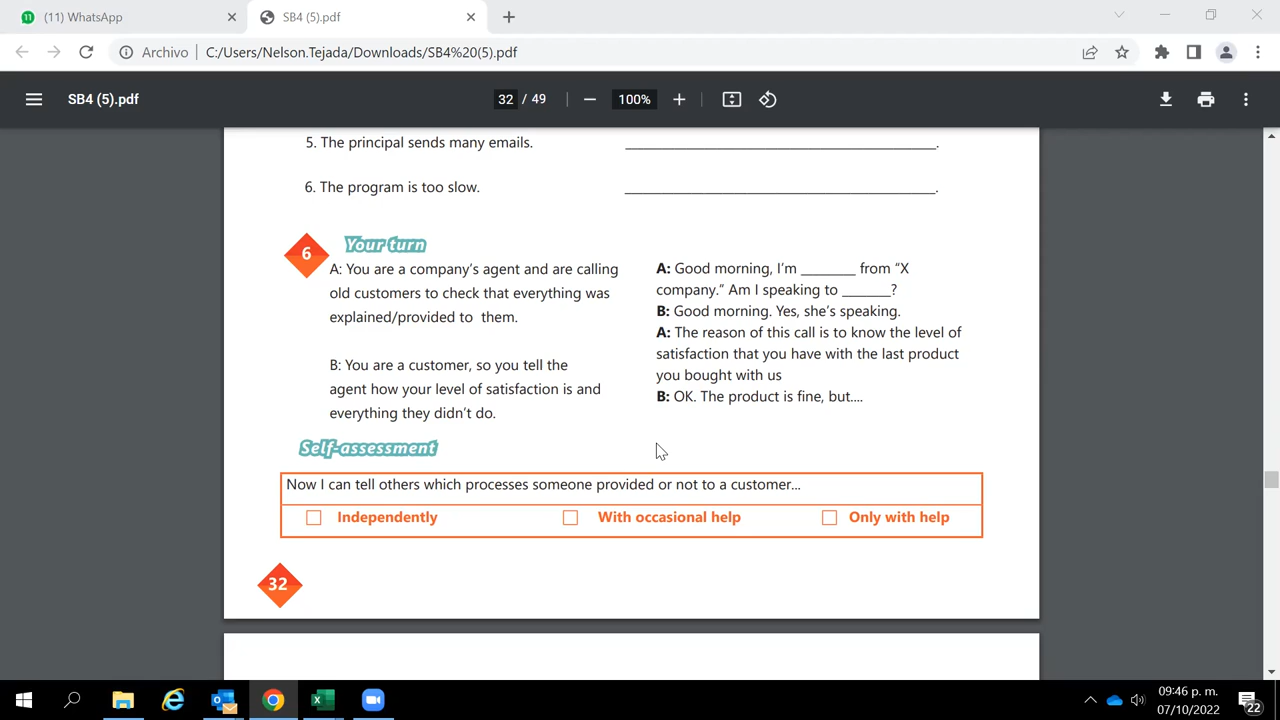 (11) WhatsApp
SB4 (5).pdf
Archivo
C:/Users/Nelson.Tejada/Downloads/SB4%20(5).pdf
SB4 (5).pdf
32 / 49
100%
5. The principal sends many emails. ________________________________________.
6. The program is too slow. ________________________________________.
6
Your turn
A: You are a company's agent and are calling
old customers to check that everything was
explained/provided to them.
B: You are a customer, so you tell the
agent how your level of satisfaction is and
everything they didn't do.
A: Good morning, I'm ________ from “X
company.” Am I speaking to _______?
B: Good morning. Yes, she's speaking.
A: The reason of this call is to know the level of
satisfaction that you have with the last product
you bought with us
B: OK. The product is fine, but....
Self-assessment
Now I can tell others which processes someone provided or not to a customer...
Independently
With occasional help
Only with help
32
09:46 p. m.
07/10/2022
22